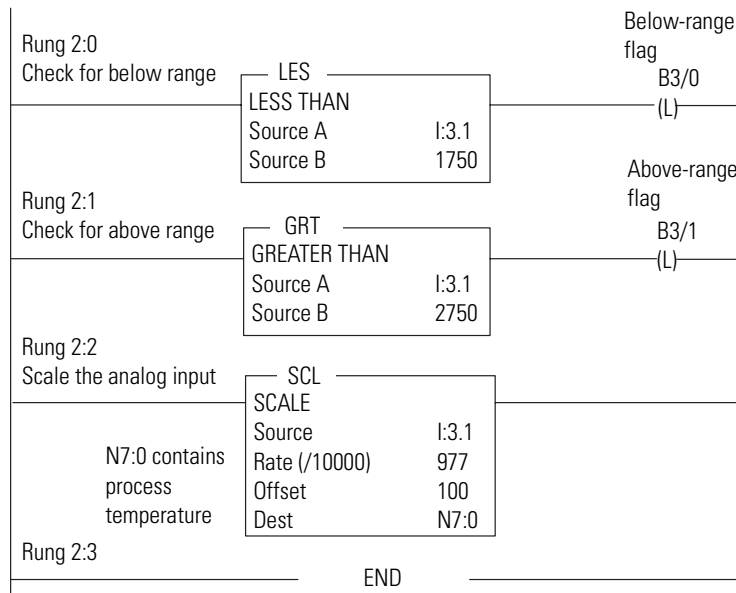 Rung 2:0
Check for below range
LES
LESS THAN
Source A I:3.1
Source B 1750
Below-range
flag
B3/0
(L)
Rung 2:1
Check for above range
GRT
GREATER THAN
Source A I:3.1
Source B 2750
Above-range
flag
B3/1
(L)
Rung 2:2
Scale the analog input
SCL
SCALE
Source I:3.1
Rate (/10000) 977
Offset 100
Dest N7:0
N7:0 contains
process
temperature
Rung 2:3
END